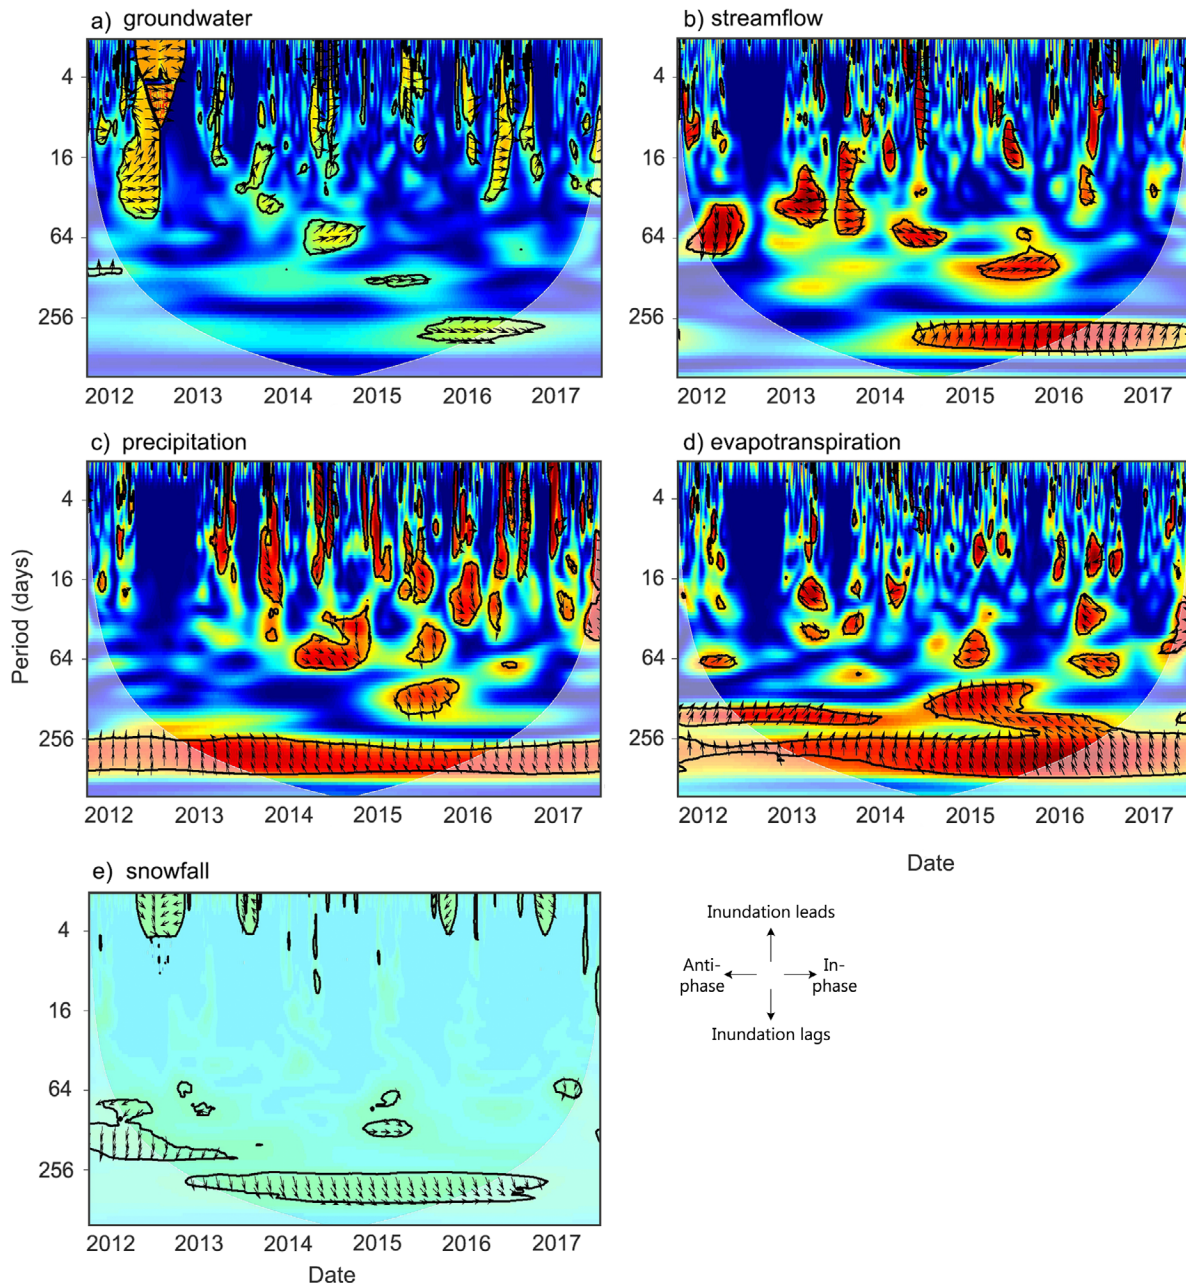 a) groundwater
b) streamflow
4
16
64
256
2012 2013 2014 2015 2016 2017
4
16
64
256
2012 2013 2014 2015 2016 2017
c) precipitation
d) evapotranspiration
Period (days)
4
16
64
256
2012 2013 2014 2015 2016 2017
4
16
64
256
2012 2013 2014 2015 2016 2017
Date
e) snowfall
4
16
64
256
2012 2013 2014 2015 2016 2017
Date
Inundation leads
Anti-
phase
In-
phase
Inundation lags